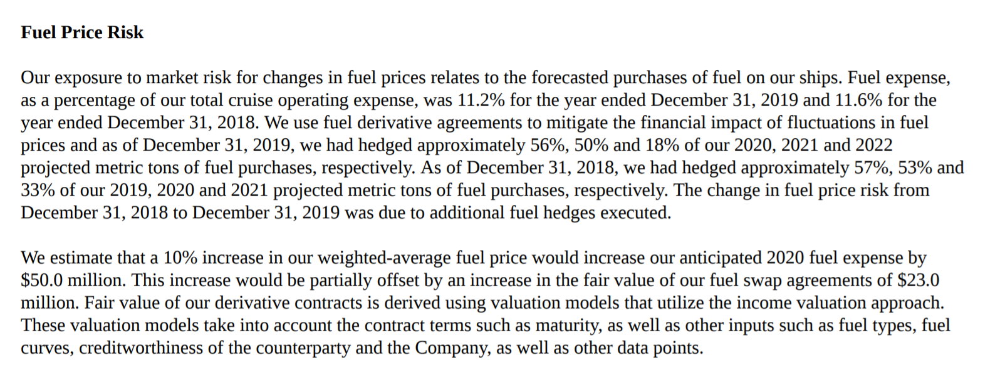 Fuel Price Risk
Our exposure to market risk for changes in fuel prices relates to the forecasted purchases of fuel on our ships. Fuel expense,
as a percentage of our total cruise operating expense, was 11.2% for the year ended December 31, 2019 and 11.6% for the
year ended December 31, 2018. We use fuel derivative agreements to mitigate the financial impact of fluctuations in fuel
prices and as of December 31, 2019, we had hedged approximately 56%, 50% and 18% of our 2020, 2021 and 2022
projected metric tons of fuel purchases, respectively. As of December 31, 2018, we had hedged approximately 57%, 53% and
33% of our 2019, 2020 and 2021 projected metric tons of fuel purchases, respectively. The change in fuel price risk from
December 31, 2018 to December 31, 2019 was due to additional fuel hedges executed.
We estimate that a 10% increase in our weighted-average fuel price would increase our anticipated 2020 fuel expense by
$50.0 million. This increase would be partially offset by an increase in the fair value of our fuel swap agreements of $23.0
million. Fair value of our derivative contracts is derived using valuation models that utilize the income valuation approach.
These valuation models take into account the contract terms such as maturity, as well as other inputs such as fuel types, fuel
curves, creditworthiness of the counterparty and the Company, as well as other data points.